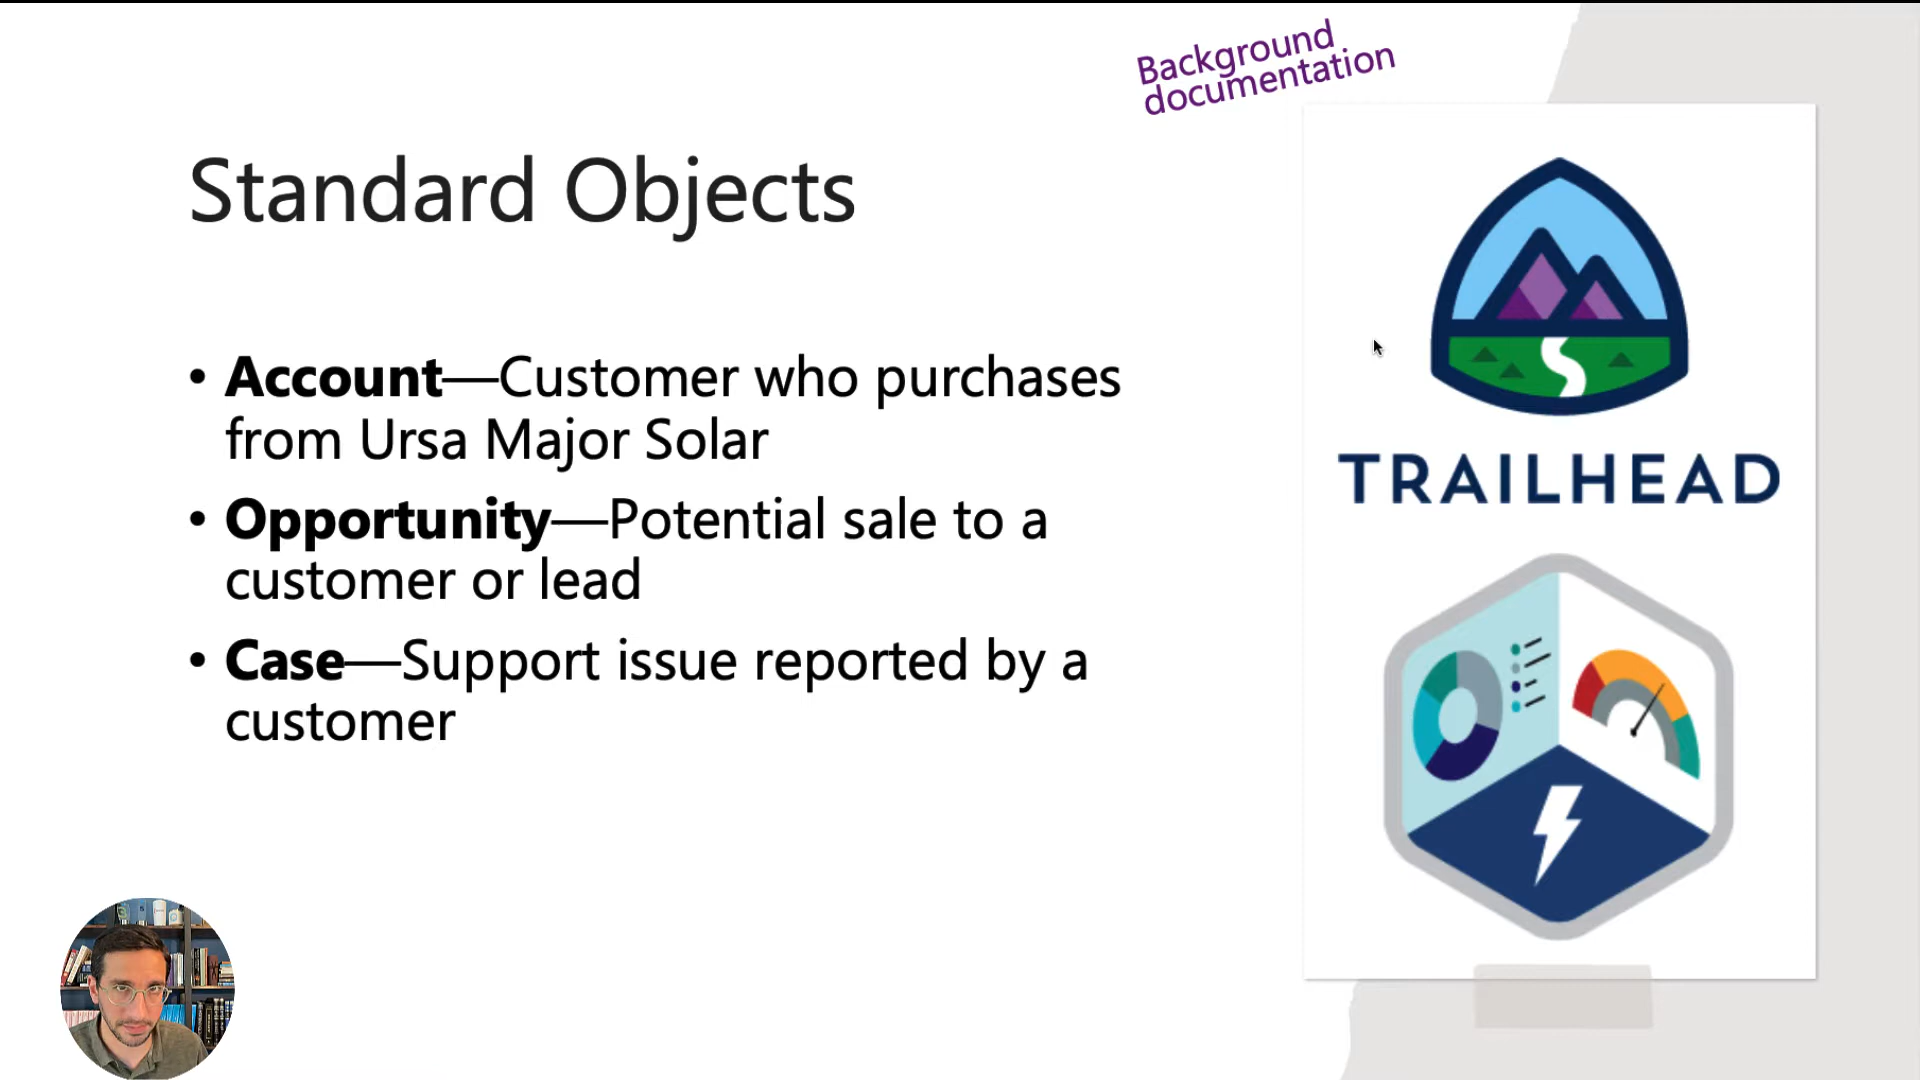 Background
documentation
Standard Objects
• Account—Customer who purchases
from Ursa Major Solar
• Opportunity—Potential sale to a
customer or lead
• Case—Support issue reported by a
customer
TRAILHEAD